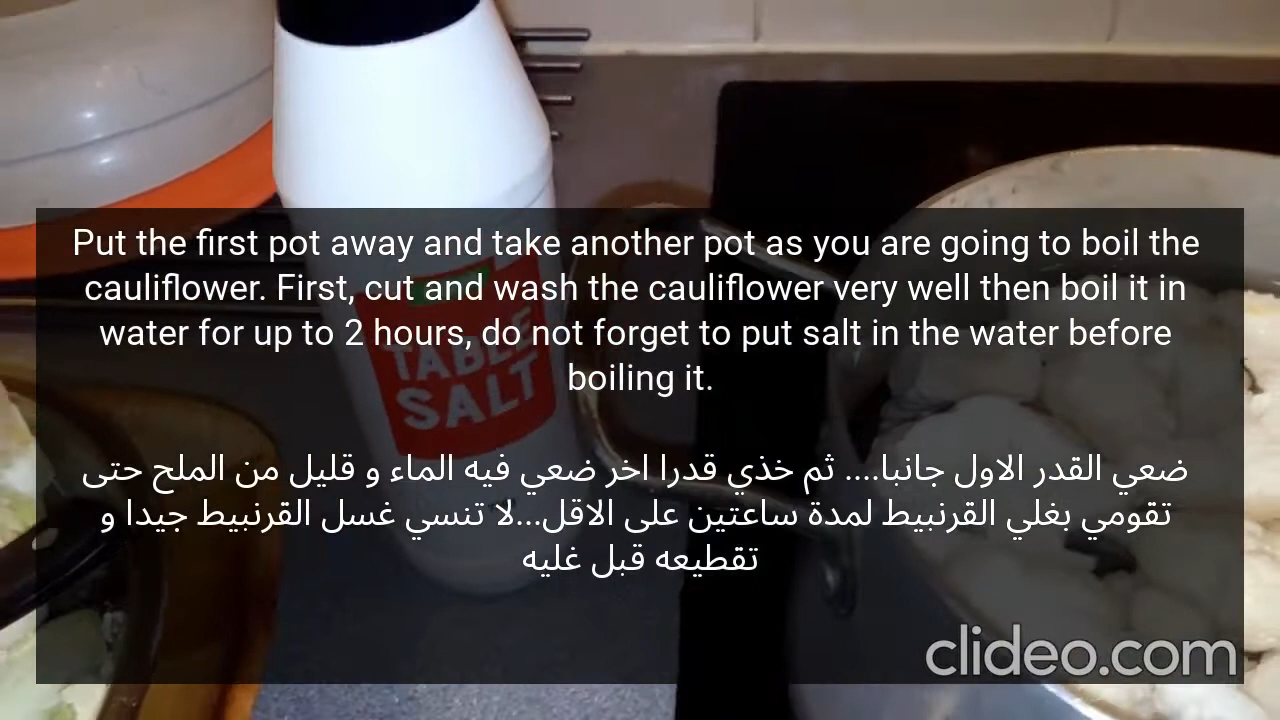 Put the first pot away and take another pot as you are going to boil the
cauliflower. First, cut and wash the cauliflower very well then boil it in
water for up to 2 hours, do not forget to put salt in the water before
boiling it.
ضعي القدر الاول جانبا.... ثم خذي قدرا اخر ضعي فيه الماء و قليل من الملح حتى
تقومي بغلي القرنبيط لمدة ساعتين على الاقل...لا تنسي غسل القرنبيط جيدا و
تقطيعه قبل غليه
TABLE
SALT
clideo.com